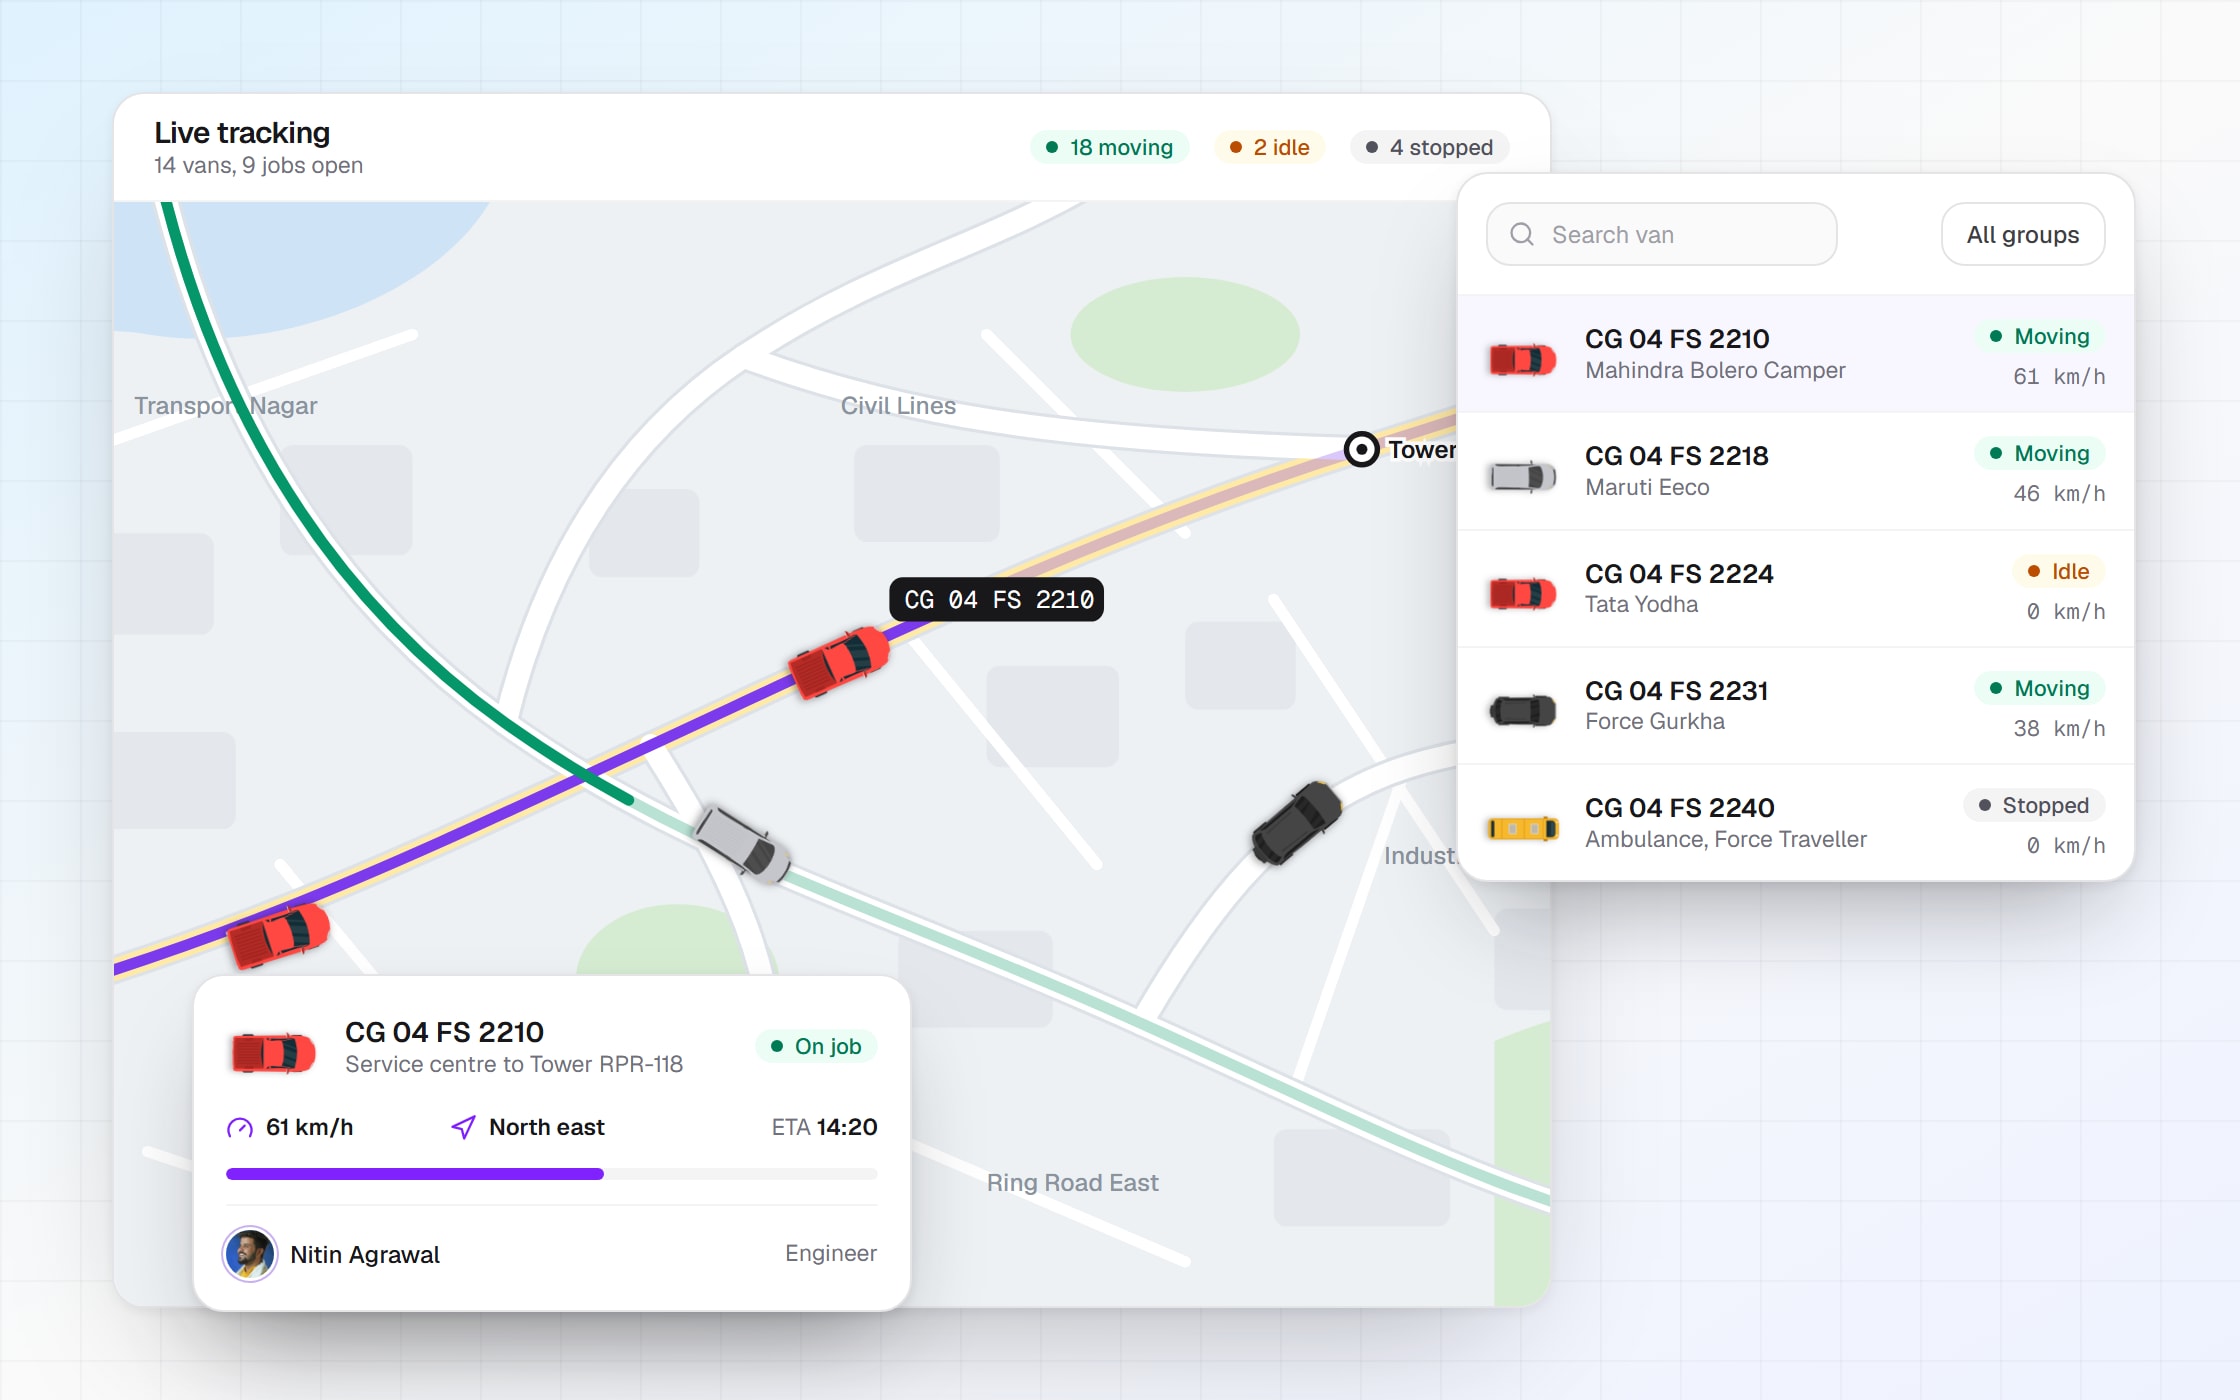 Live tracking
14 vans, 9 jobs open
18 moving
2 idle
4 stopped
Search van
All groups
CG 04 FS 2210
Mahindra Bolero Camper
Moving
61 km/h
CG 04 FS 2218
Maruti Eeco
Moving
46 km/h
CG 04 FS 2224
Tata Yodha
Idle
0 km/h
CG 04 FS 2231
Force Gurkha
Moving
38 km/h
CG 04 FS 2240
Ambulance, Force Traveller
Stopped
0 km/h
Transport Nagar
Civil Lines
Tower
CG 04 FS 2210
Indust
Ring Road East
CG 04 FS 2210
Service centre to Tower RPR-118
On job
61 km/h
North east
ETA 14:20
Nitin Agrawal
Engineer